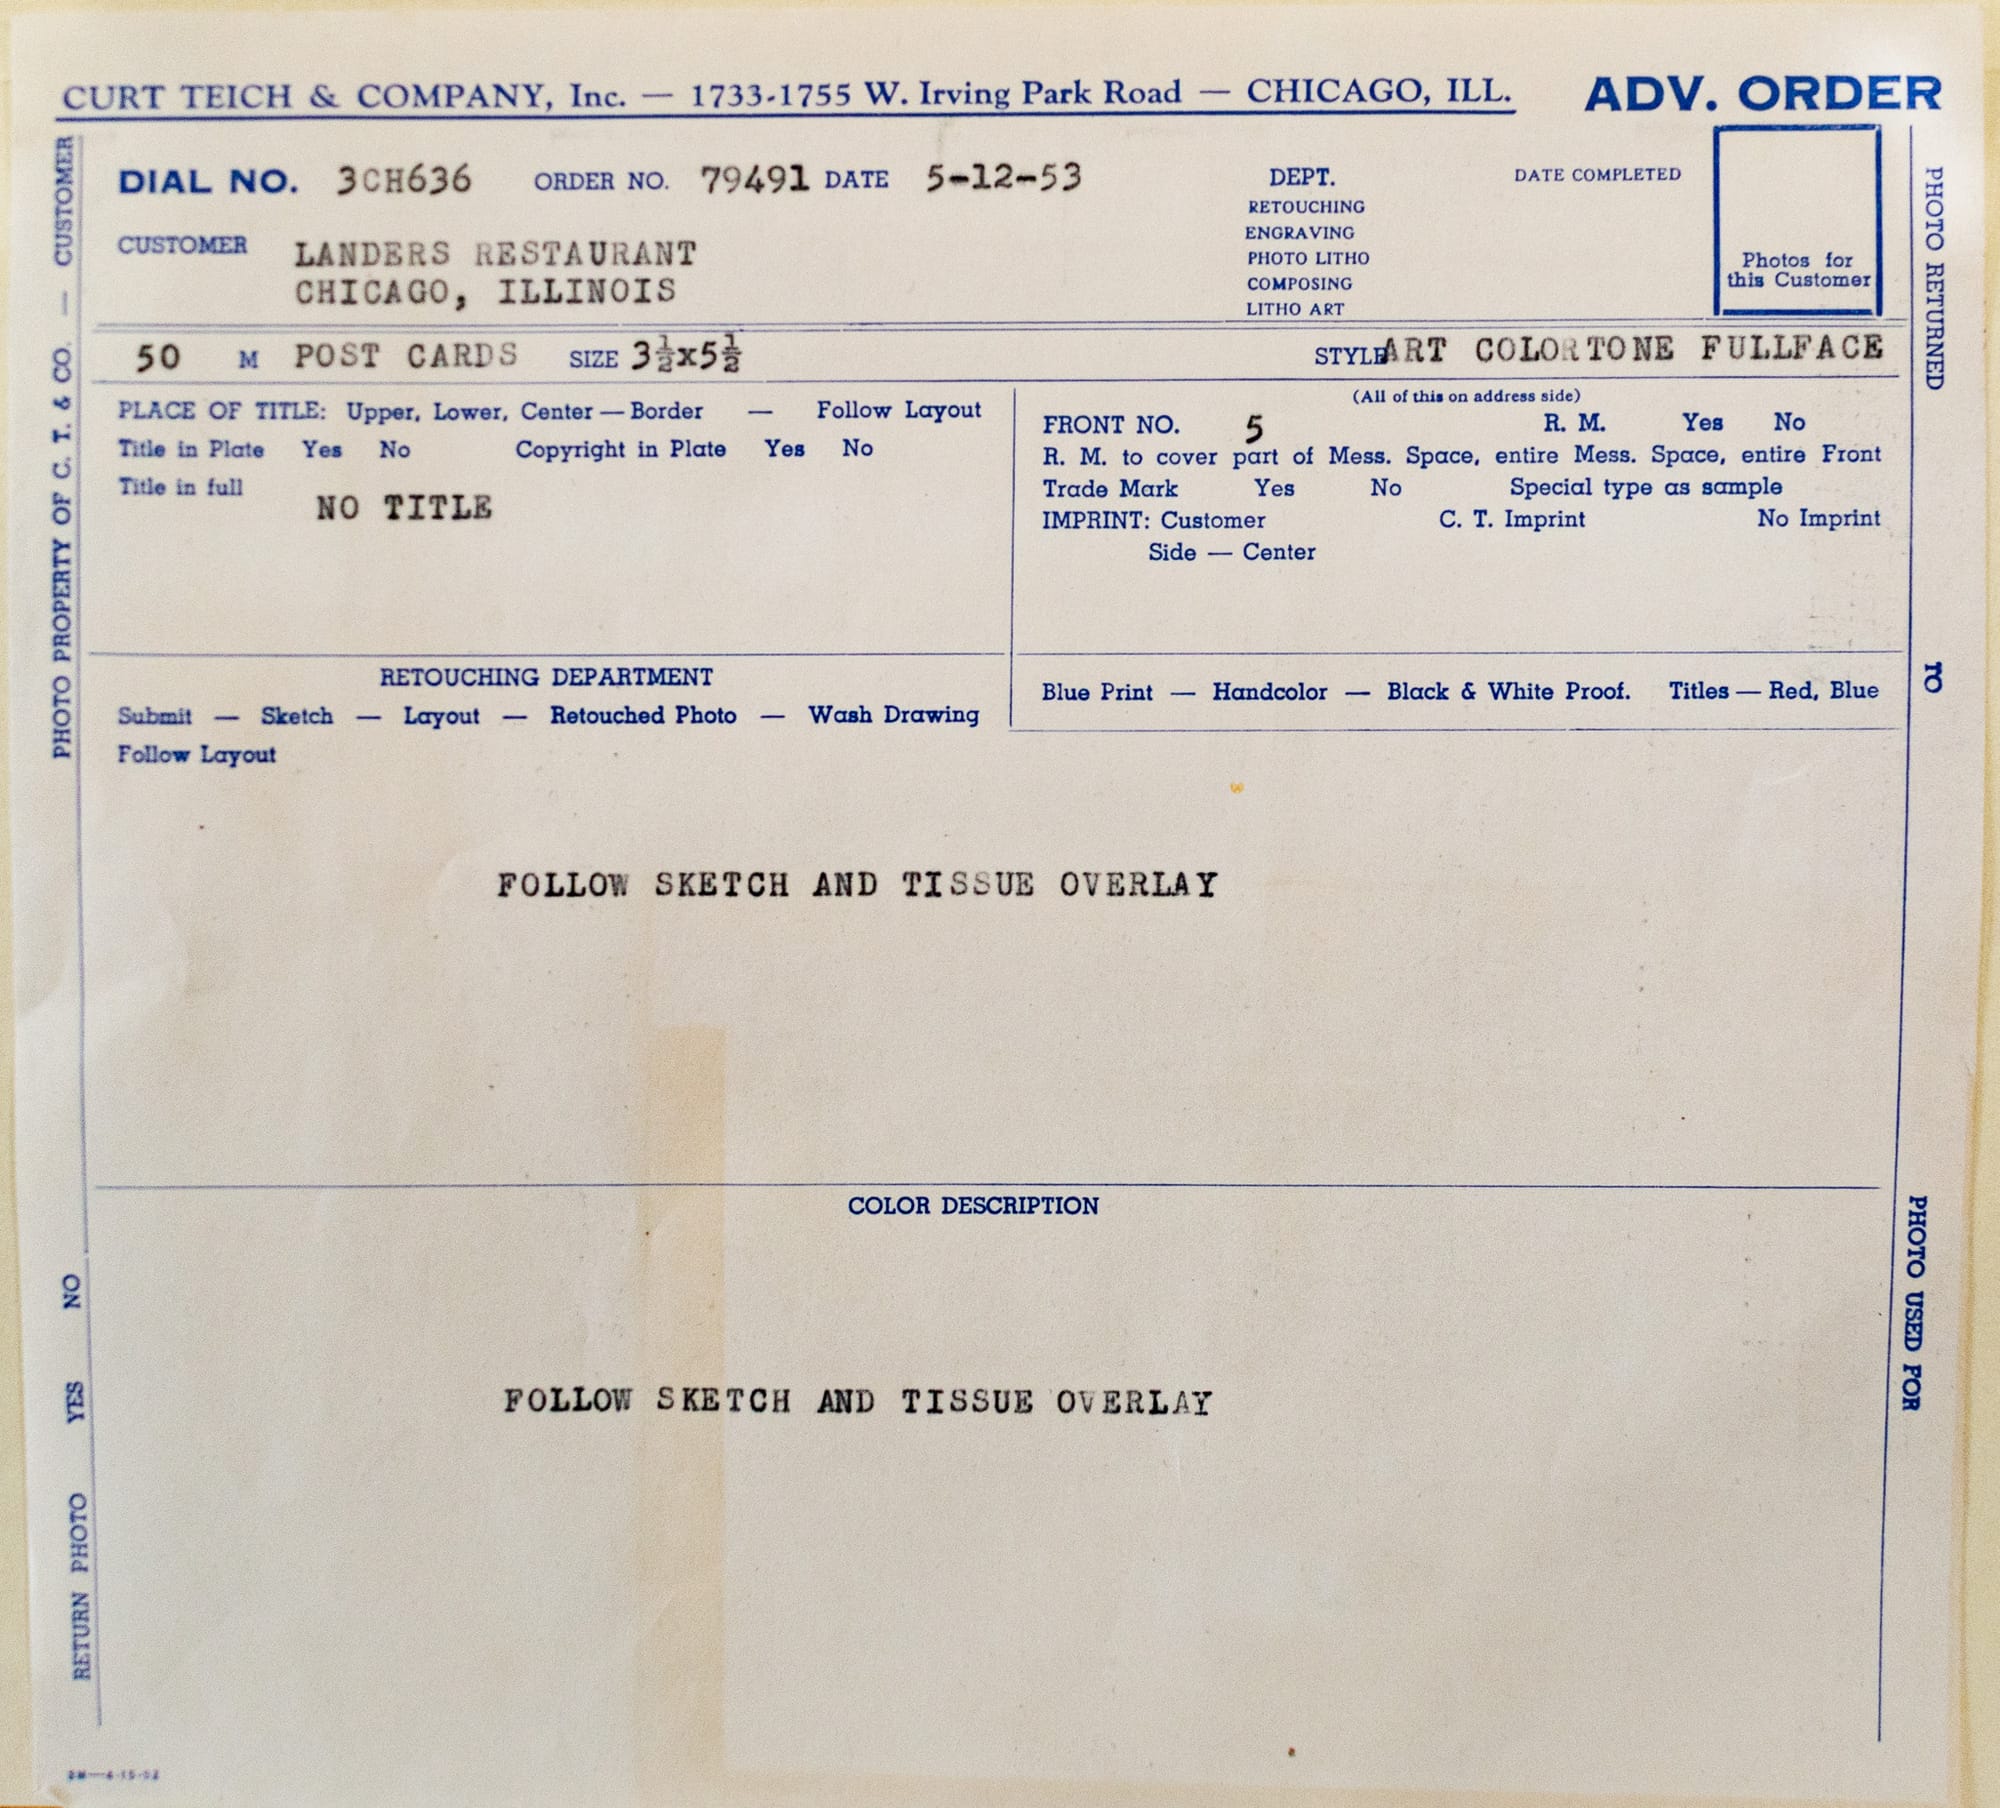 CURT TEICH & COMPANY, Inc. — 1733-1755 W. Irving Park Road — CHICAGO, ILL. ADV. ORDER
DIAL NO. 3CH636 ORDER NO. 79491 DATE 5-12-53
CUSTOMER LANDERS RESTAURANT
CHICAGO, ILLINOIS
DEPT. DATE COMPLETED
RETOUCHING
ENGRAVING
PHOTO LITHO
COMPOSING
LITHO ART
Photos for
this Customer
50 M POST CARDS SIZE 3½x5½ STYLE ART COLORTONE FULLFACE
PLACE OF TITLE: Upper, Lower, Center — Border — Follow Layout
Title in Plate Yes No Copyright in Plate Yes No
Title in full
NO TITLE
(All of this on address side)
FRONT NO. 5 R. M. Yes No
R. M. to cover part of Mess. Space, entire Mess. Space, entire Front
Trade Mark Yes No Special type as sample
IMPRINT: Customer C. T. Imprint No Imprint
Side — Center
RETOUCHING DEPARTMENT
Submit — Sketch — Layout — Retouched Photo — Wash Drawing
Follow Layout
Blue Print — Handcolor — Black & White Proof. Titles — Red, Blue
FOLLOW SKETCH AND TISSUE OVERLAY
COLOR DESCRIPTION
FOLLOW SKETCH AND TISSUE OVERLAY
RETURN PHOTO YES NO PHOTO PROPERTY OF C. T. & CO. — CUSTOMER
PHOTO RETURNED TO PHOTO USED FOR